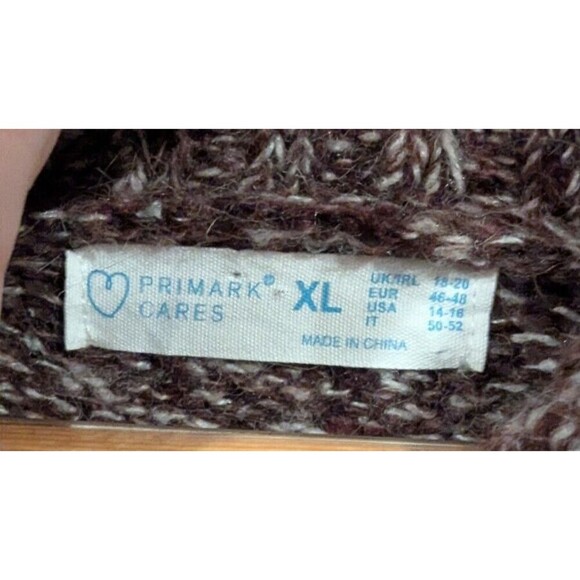 PRIMARK®
CARES
XL
UK/IRL 18-20
EUR 46-48
USA 14-16
IT 50-52
MADE IN CHINA